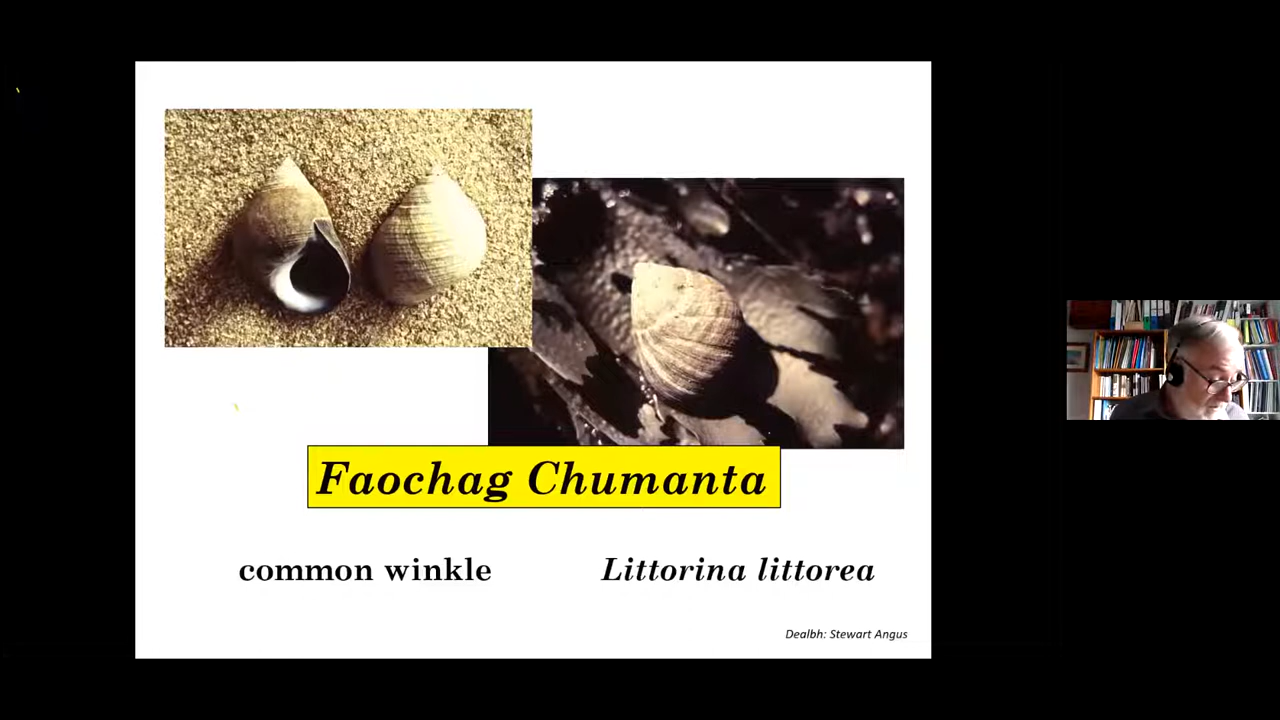 Faochag Chumanta
common winkle
Littorina littorea
Dealbh: Stewart Angus